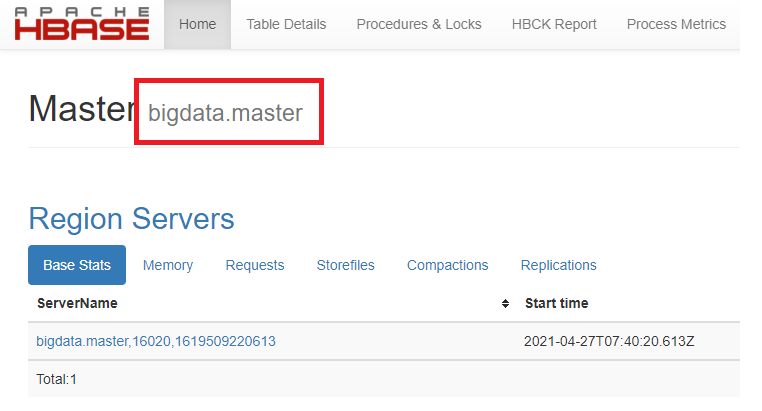 APACHE
HBASE
Home Table Details Procedures & Locks HBCK Report Process Metrics
Master bigdata.master
Region Servers
Base Stats Memory Requests Storefiles Compactions Replications
ServerName Start time
bigdata.master,16020,1619509220613 2021-04-27T07:40:20.613Z
Total:1